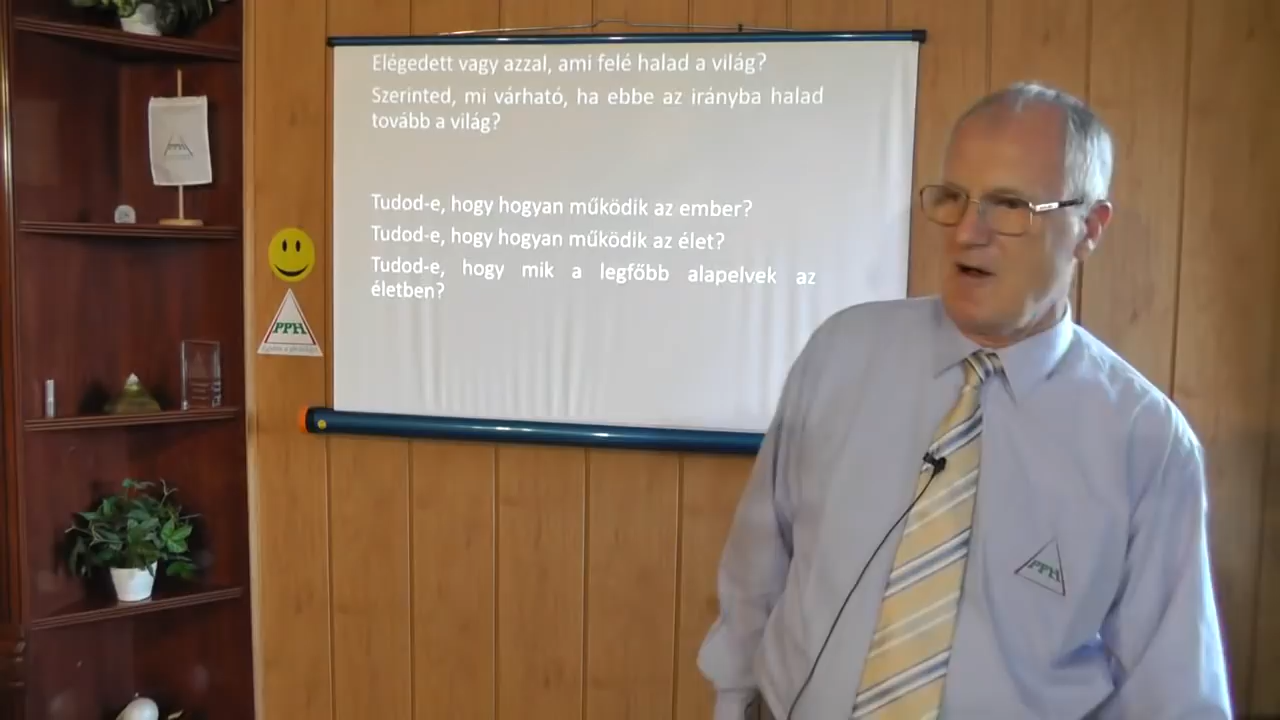 Elégedett vagy azzal, ami felé halad a világ?
Szerinted, mi várható, ha ebbe az irányba halad
tovább a világ?
Tudod-e, hogy hogyan működik az ember?
Tudod-e, hogy hogyan működik az élet?
Tudod-e, hogy mik a legfőbb alapelvek az
életben?
PPH
PPH
PPH